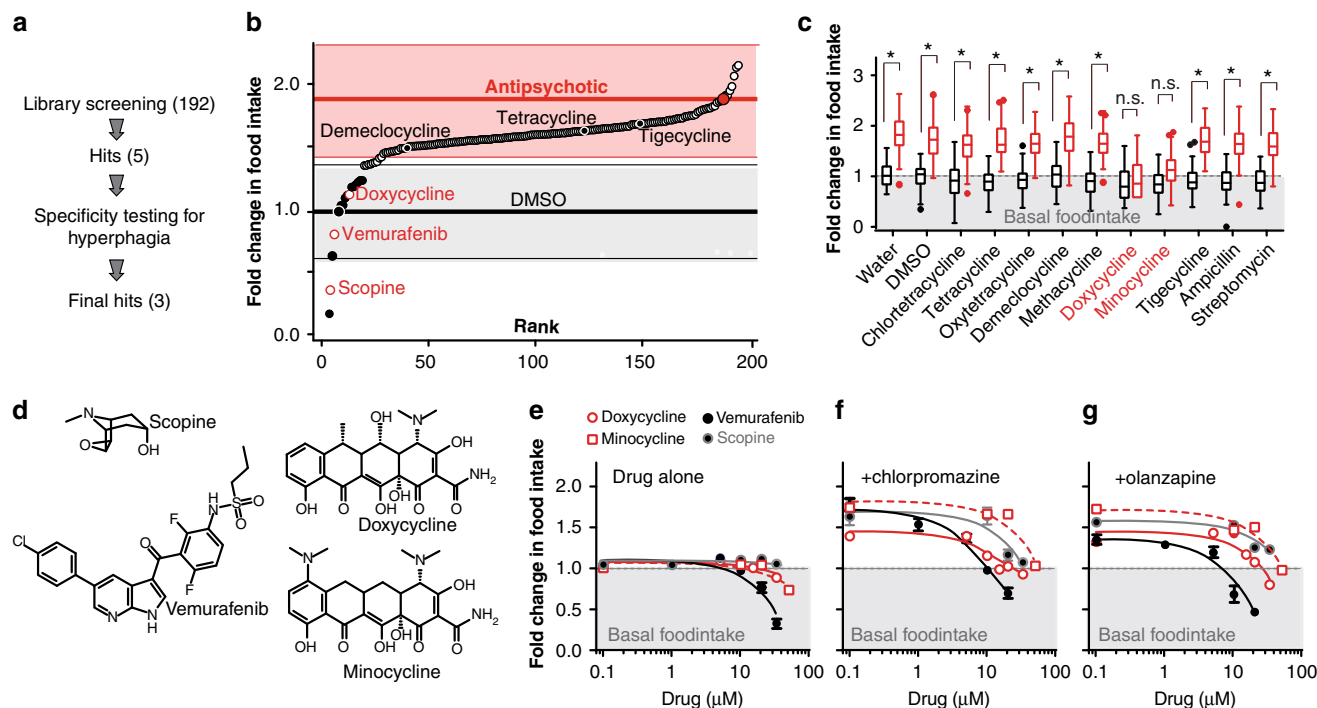 a
Library screening (192)
Hits (5)
Specificity testing for
hyperphagia
Final hits (3)
b
Fold change in food intake
2.0
1.0
0.0
Antipsychotic
Tetracycline
Demeclocycline
Tigecycline
Doxycycline
DMSO
Vemurafenib
Scopine
Rank
0
50
100
150
200
c
Fold change in food intake
3
2
1
0
* * * * * * * n.s. n.s. * * *
Basal foodintake
Water
DMSO
Chlortetracycline
Tetracycline
Oxytetracycline
Demeclocycline
Methacycline
Doxycycline
Minocycline
Tigecycline
Ampicillin
Streptomycin
d
N
O
OH
Scopine
Cl
O
F
F
H
N
S
O
O
N
N
H
Vemurafenib
OH
N
OH
NH2
OH
O
OH
OH
O
O
Doxycycline
N
N
OH
NH2
OH
O
OH
OH
O
O
Minocycline
e
Doxycycline
Vemurafenib
Minocycline
Scopine
Fold change in food intake
2.0
1.5
1.0
0.5
0.0
Drug alone
Basal foodintake
0.1
1
10
100
Drug (μM)
f
+chlorpromazine
Basal foodintake
0.1
1
10
100
Drug (μM)
g
+olanzapine
Basal foodintake
0.1
1
10
100
Drug (μM)